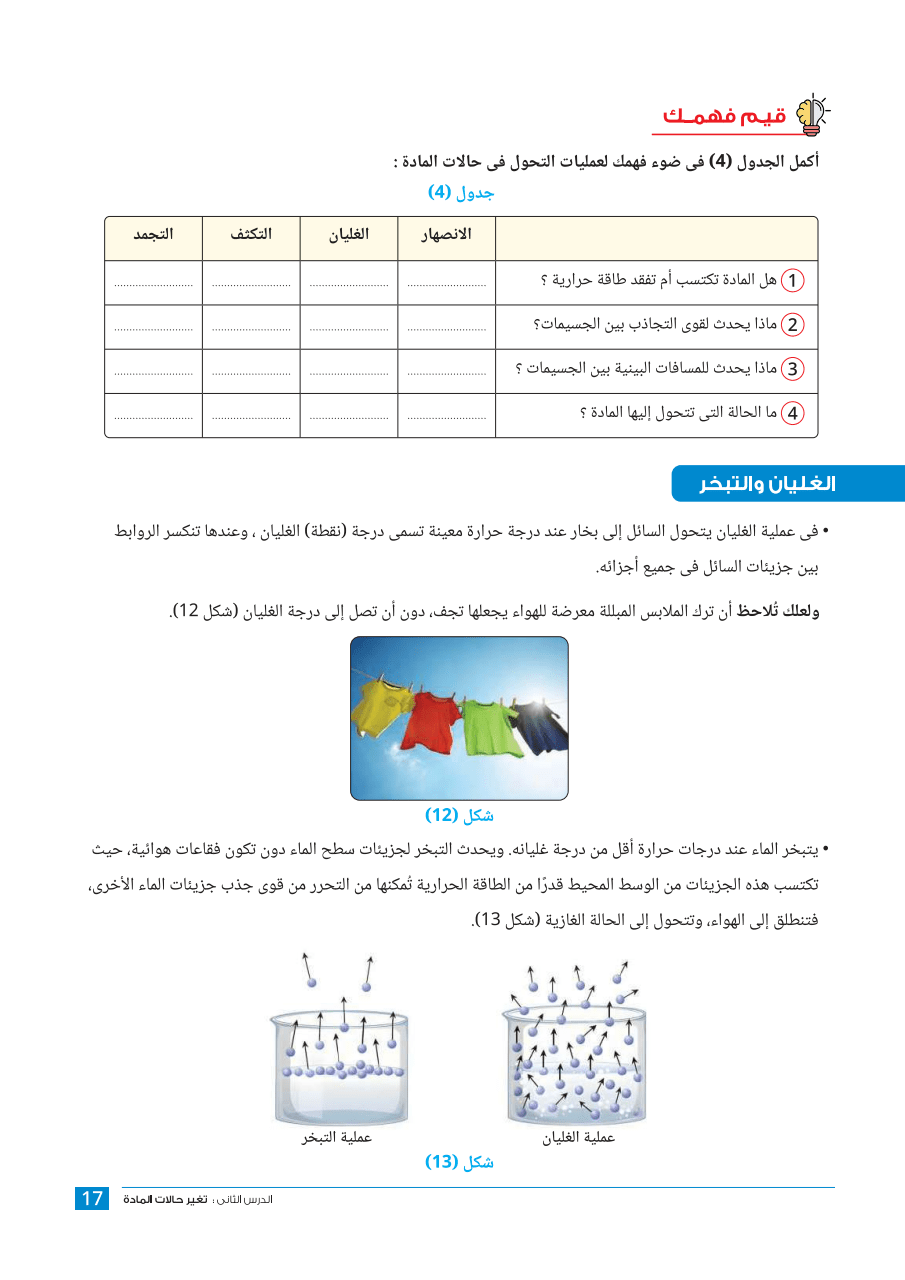 قيم فهمك
أكمل الجدول (4) فى ضوء فهمك لعمليات التحول فى حالات المادة :
جدول (4)
الانصهار الغليان التكثف التجمد
1 هل المادة تكتسب أم تفقد طاقة حرارية ؟ ........................ ........................ ........................ ........................
2 ماذا يحدث لقوى التجاذب بين الجسيمات؟ ........................ ........................ ........................ ........................
3 ماذا يحدث للمسافات البينية بين الجسيمات ؟ ........................ ........................ ........................ ........................
4 ما الحالة التى تتحول إليها المادة ؟ ........................ ........................ ........................ ........................
الغليان والتبخر
• فى عملية الغليان يتحول السائل إلى بخار عند درجة حرارة معينة تسمى درجة (نقطة) الغليان ، وعندها تنكسر الروابط
بين جزيئات السائل فى جميع أجزائه.
ولعلك تُلاحظ أن ترك الملابس المبللة معرضة للهواء يجعلها تجف، دون أن تصل إلى درجة الغليان (شكل 12).
شكل (12)
• يتبخر الماء عند درجات حرارة أقل من درجة غليانه. ويحدث التبخر لجزيئات سطح الماء دون تكون فقاعات هوائية، حيث
تكتسب هذه الجزيئات من الوسط المحيط قدرًا من الطاقة الحرارية تُمكنها من التحرر من قوى جذب جزيئات الماء الأخرى،
فتنطلق إلى الهواء، وتتحول إلى الحالة الغازية (شكل 13).
عملية الغليان
عملية التبخر
شكل (13)
الدرس الثانى : تغير حالات المادة 17